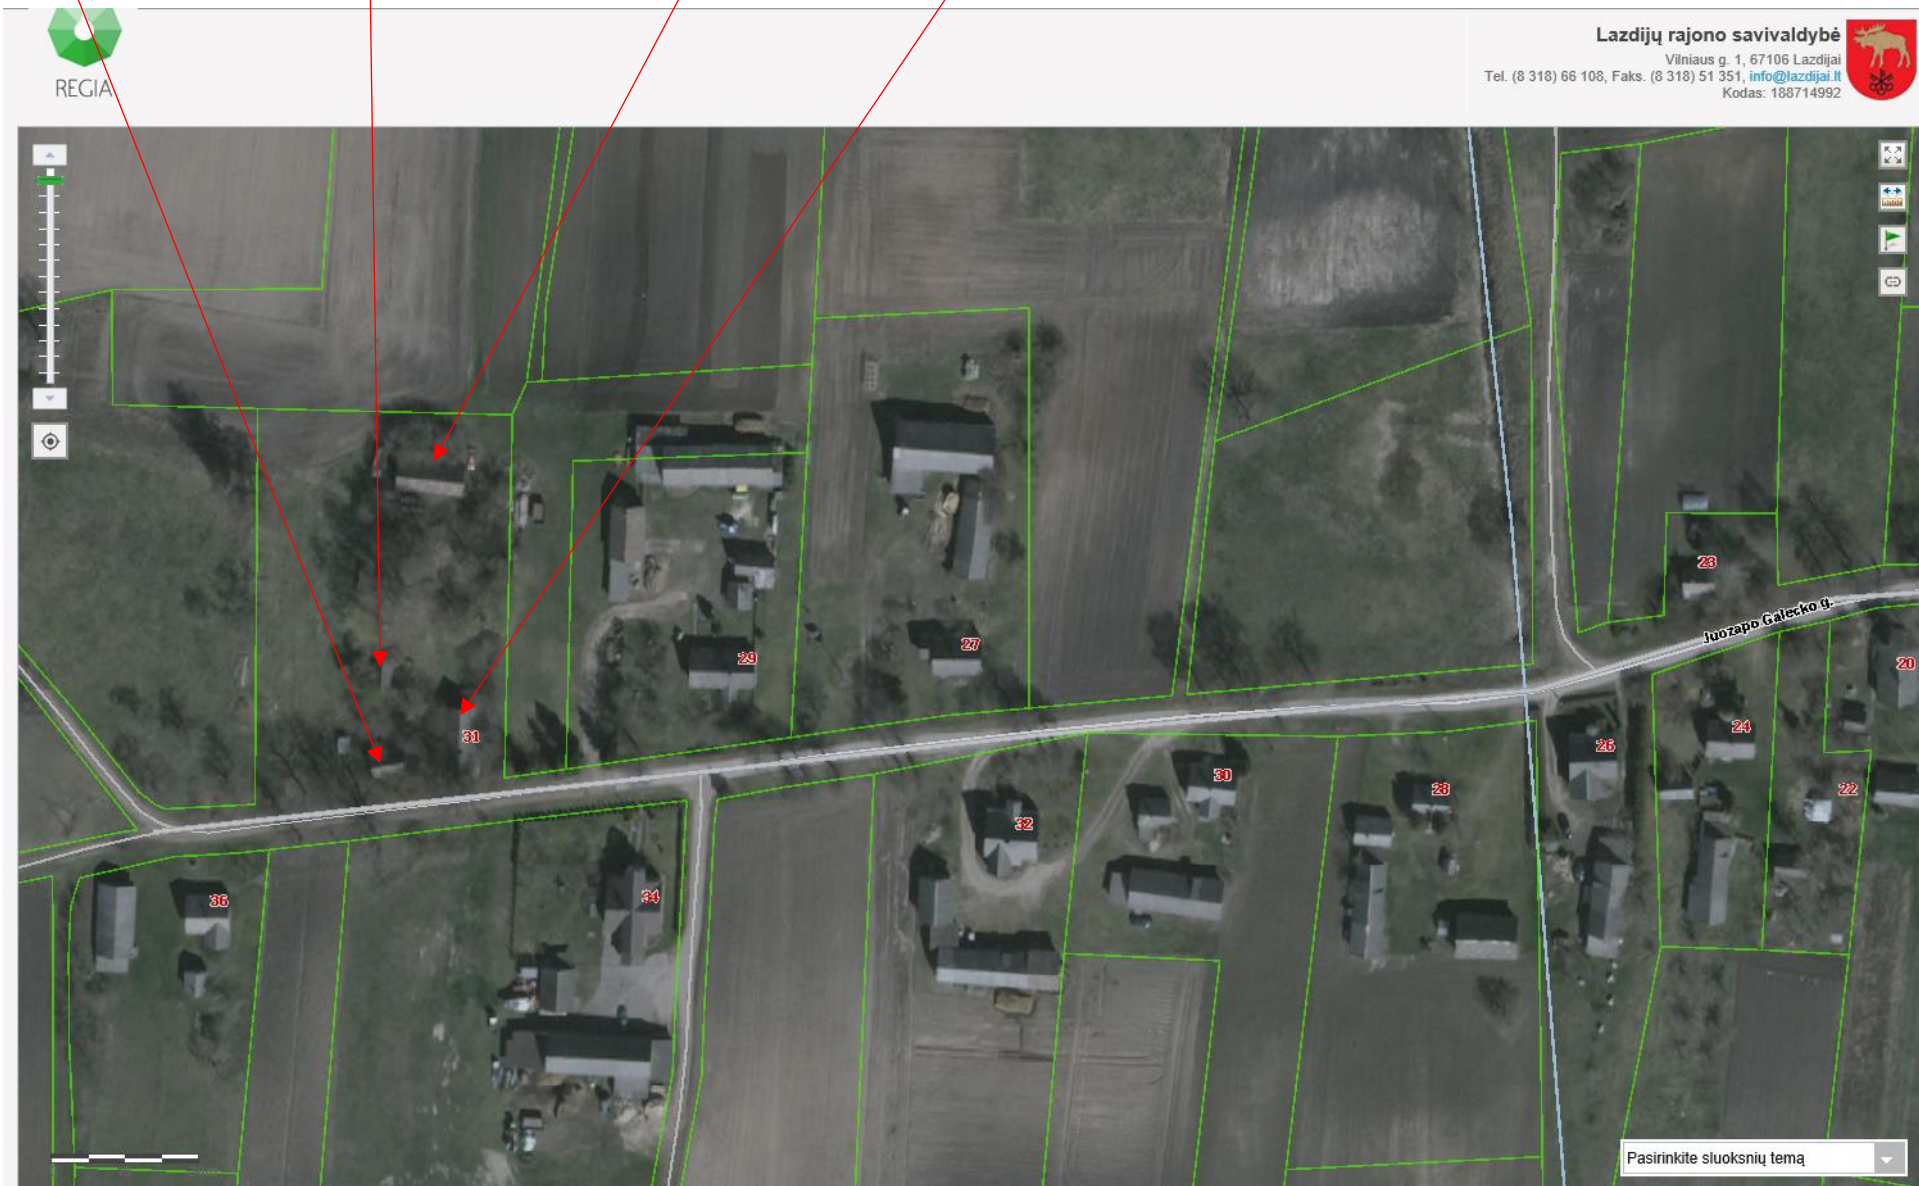 REGIA
Lazdijų rajono savivaldybė
Vilniaus g. 1, 67106 Lazdijai
Tel. (8 318) 66 108, Faks. (8 318) 51 351, info@lazdijai.lt
Kodas: 188714992
23
Juozapo Galecko g.
27
29
20
31
24
26
30
28
22
32
34
36
Pasirinkite sluoksnių temą